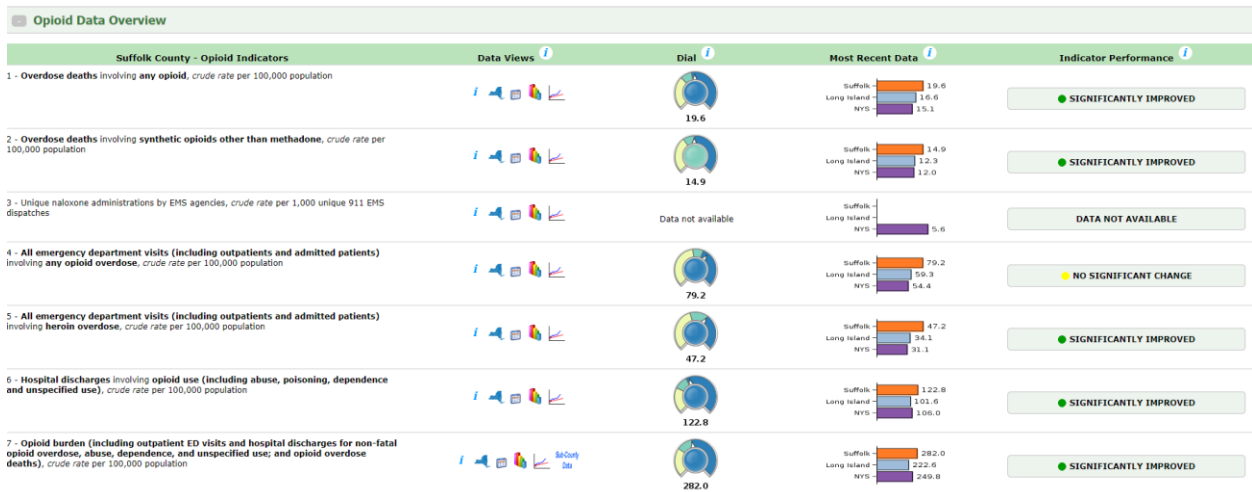 Opioid Data Overview
Suffolk County - Opioid Indicators Data Views i Dial i Most Recent Data i Indicator Performance i
1 - Overdose deaths involving any opioid, crude rate per 100,000 population
i
19.6
Suffolk 19.6
Long Island 16.6
NYS 15.1
SIGNIFICANTLY IMPROVED
2 - Overdose deaths involving synthetic opioids other than methadone, crude rate per
100,000 population
i
14.9
Suffolk 14.9
Long Island 12.3
NYS 12.0
SIGNIFICANTLY IMPROVED
3 - Unique naloxone administrations by EMS agencies, crude rate per 1,000 unique 911 EMS
dispatches
i
Data not available
Suffolk
Long Island
NYS 5.6
DATA NOT AVAILABLE
4 - All emergency department visits (including outpatients and admitted patients)
involving any opioid overdose, crude rate per 100,000 population
i
79.2
Suffolk 79.2
Long Island 59.3
NYS 54.4
NO SIGNIFICANT CHANGE
5 - All emergency department visits (including outpatients and admitted patients)
involving heroin overdose, crude rate per 100,000 population
i
47.2
Suffolk 47.2
Long Island 34.1
NYS 31.1
SIGNIFICANTLY IMPROVED
6 - Hospital discharges involving opioid use (including abuse, poisoning, dependence
and unspecified use), crude rate per 100,000 population
i
122.8
Suffolk 122.8
Long Island 101.6
NYS 106.0
SIGNIFICANTLY IMPROVED
7 - Opioid burden (including outpatient ED visits and hospital discharges for non-fatal
opioid overdose, abuse, dependence, and unspecified use; and opioid overdose
deaths), crude rate per 100,000 population
i
Sub-County
Data
282.0
Suffolk 282.0
Long Island 222.6
NYS 249.8
SIGNIFICANTLY IMPROVED